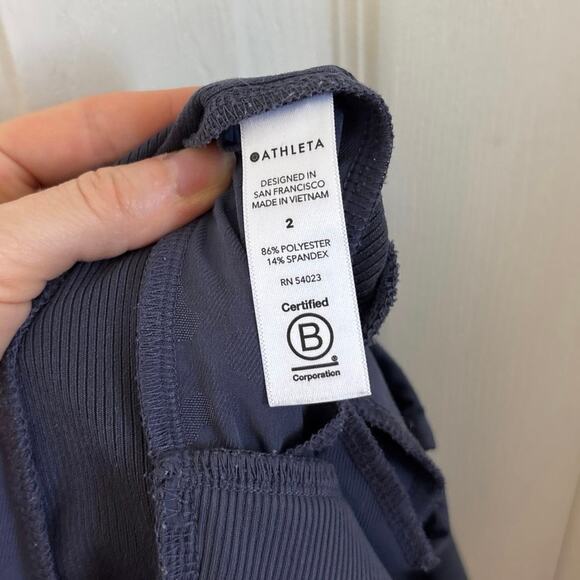 ATHLETA
DESIGNED IN
SAN FRANCISCO
MADE IN VIETNAM
2
86% POLYESTER
14% SPANDEX
RN 54023
Certified
B
Corporation